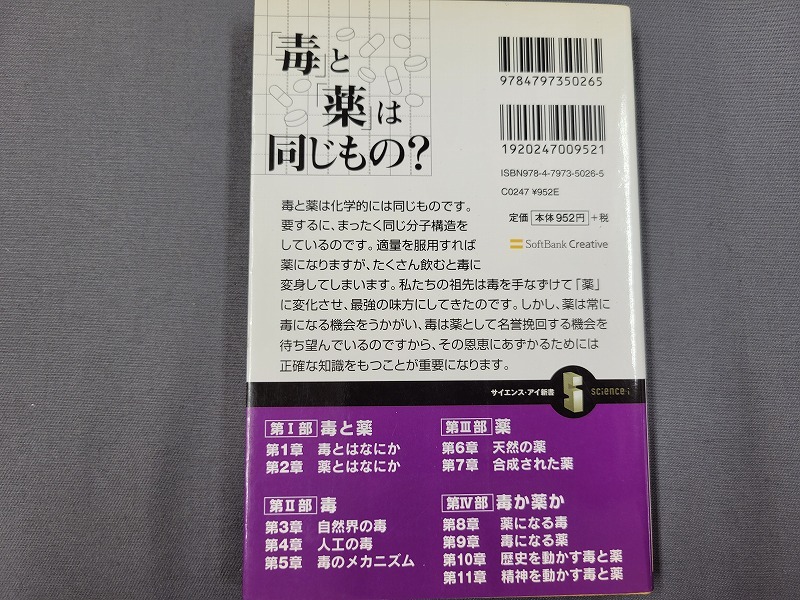 「毒」と
「薬」は
同じもの?
9784797350265
1920247009521
ISBN978-4-7973-5026-5
C0247 ¥952E
定価 本体952円 +税
SoftBank Creative
毒と薬は化学的には同じものです。
要するに、まったく同じ分子構造を
しているのです。適量を服用すれば
薬になりますが、たくさん飲むと毒に
変身してしまいます。私たちの祖先は毒を手なずけて「薬」
に変化させ、最強の味方にしてきたのです。しかし、薬は常に
毒になる機会をうかがい、毒は薬として名誉挽回する機会を
待ち望んでいるのですから、その恩恵にあずかるためには
正確な知識をもつことが重要になります。
サイエンス・アイ新書
science・i
第Ⅰ部 毒と薬
第1章 毒とはなにか
第2章 薬とはなにか
第Ⅱ部 毒
第3章 自然界の毒
第4章 人工の毒
第5章 毒のメカニズム
第Ⅲ部 薬
第6章 天然の薬
第7章 合成された薬
第Ⅳ部 毒か薬か
第8章 薬になる毒
第9章 毒になる薬
第10章 歴史を動かす毒と薬
第11章 精神を動かす毒と薬